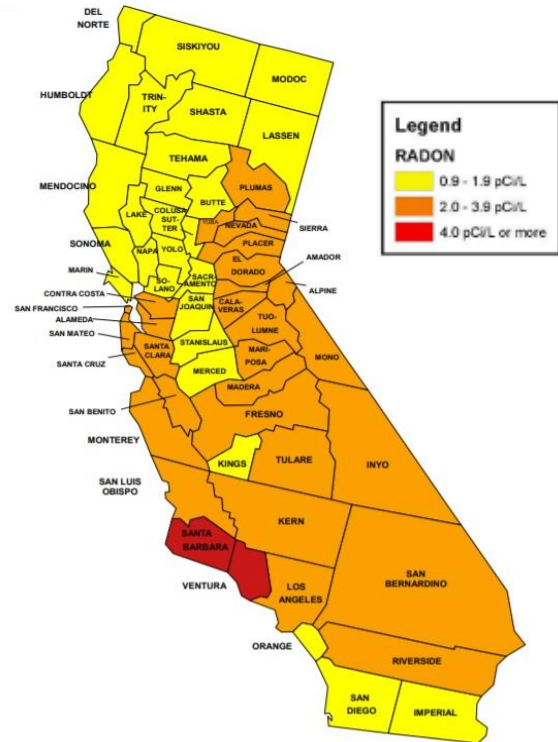 DEL
NORTE
SISKIYOU
MODOC
HUMBOLDT
TRIN-
ITY
SHASTA
LASSEN
TEHAMA
MENDOCINO
GLENN
BUTTE
PLUMAS
LAKE
COLUSA
SUT-
TER
YUBA
NEVADA
SIERRA
PLACER
SONOMA
NAPA
YOLO
EL
DORADO
AMADOR
MARIN
SO-
LANO
SACR-
AMENTO
ALPINE
CONTRA COSTA
SAN
JOAQUIN
CALA-
VERAS
SAN FRANCISCO
ALAMEDA
TUO-
LUMNE
SAN MATEO
SANTA
CLARA
STANISLAUS
MARI-
POSA
MONO
SANTA CRUZ
MERCED
MADERA
SAN BENITO
FRESNO
MONTEREY
KINGS
TULARE
INYO
SAN LUIS
OBISPO
KERN
SANTA
BARBARA
SAN
BERNARDINO
VENTURA
LOS
ANGELES
ORANGE
RIVERSIDE
SAN
DIEGO
IMPERIAL
Legend
RADON
0.9 - 1.9 pCi/L
2.0 - 3.9 pCi/L
4.0 pCi/L or more